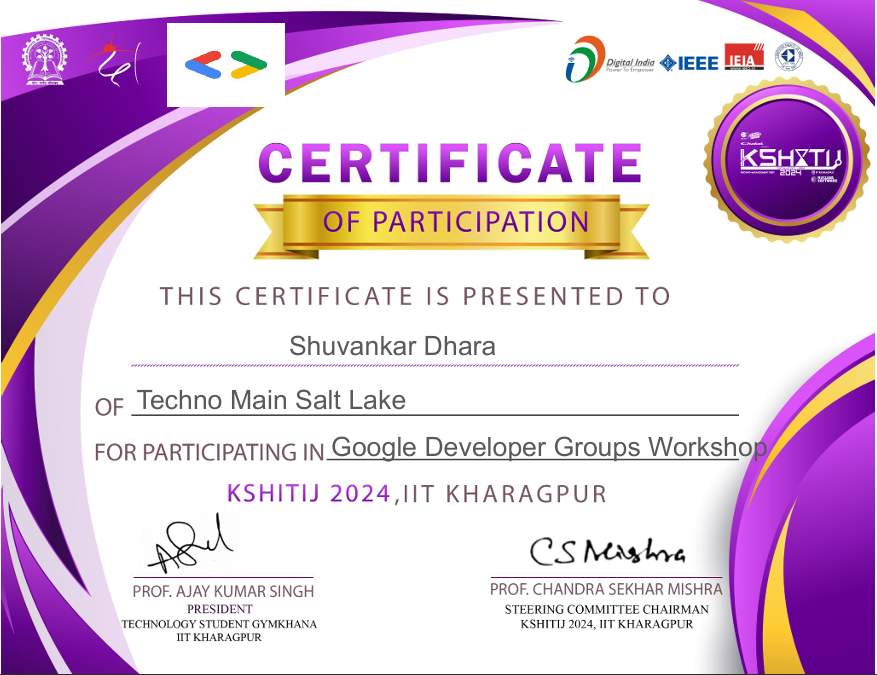 Digital India
Power To Empower
IEEE
IEIA
CERTIFICATE
OF PARTICIPATION
KSHITIJ
2024
THIS CERTIFICATE IS PRESENTED TO
Shuvankar Dhara
OF Techno Main Salt Lake
FOR PARTICIPATING IN Google Developer Groups Workshop
KSHITIJ 2024,IIT KHARAGPUR
CS Mishra
PROF. AJAY KUMAR SINGH
PRESIDENT
TECHNOLOGY STUDENT GYMKHANA
IIT KHARAGPUR
PROF. CHANDRA SEKHAR MISHRA
STEERING COMMITTEE CHAIRMAN
KSHITIJ 2024, IIT KHARAGPUR